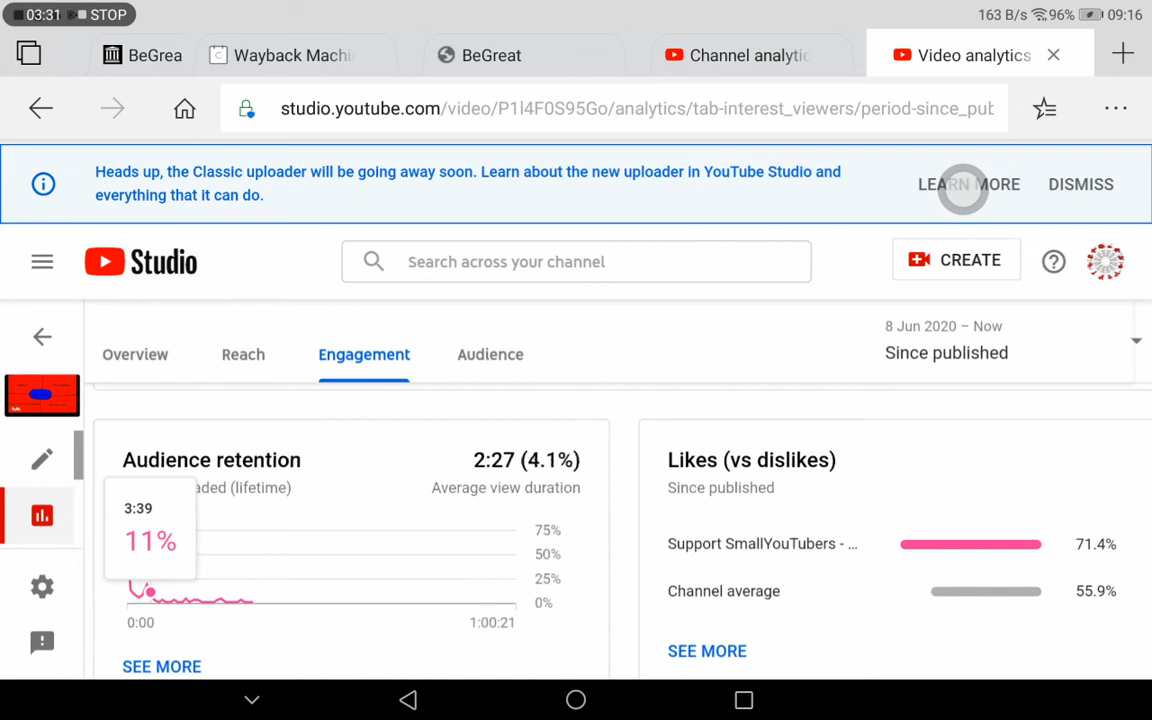 03:31 STOP
163 B/s 96% 09:16
BeGrea
Wayback Machi
BeGreat
Channel analytic
Video analytics
studio.youtube.com/video/P1l4F0S95Go/analytics/tab-interest_viewers/period-since_pub
Heads up, the Classic uploader will be going away soon. Learn about the new uploader in YouTube Studio and
everything that it can do.
LEARN MORE
DISMISS
Studio
Search across your channel
CREATE
Overview
Reach
Engagement
Audience
8 Jun 2020 – Now
Since published
Audience retention
2:27 (4.1%)
aded (lifetime)
Average view duration
3:39
11%
75%
50%
25%
0%
0:00
1:00:21
SEE MORE
Likes (vs dislikes)
Since published
Support SmallYouTubers - ...
71.4%
Channel average
55.9%
SEE MORE